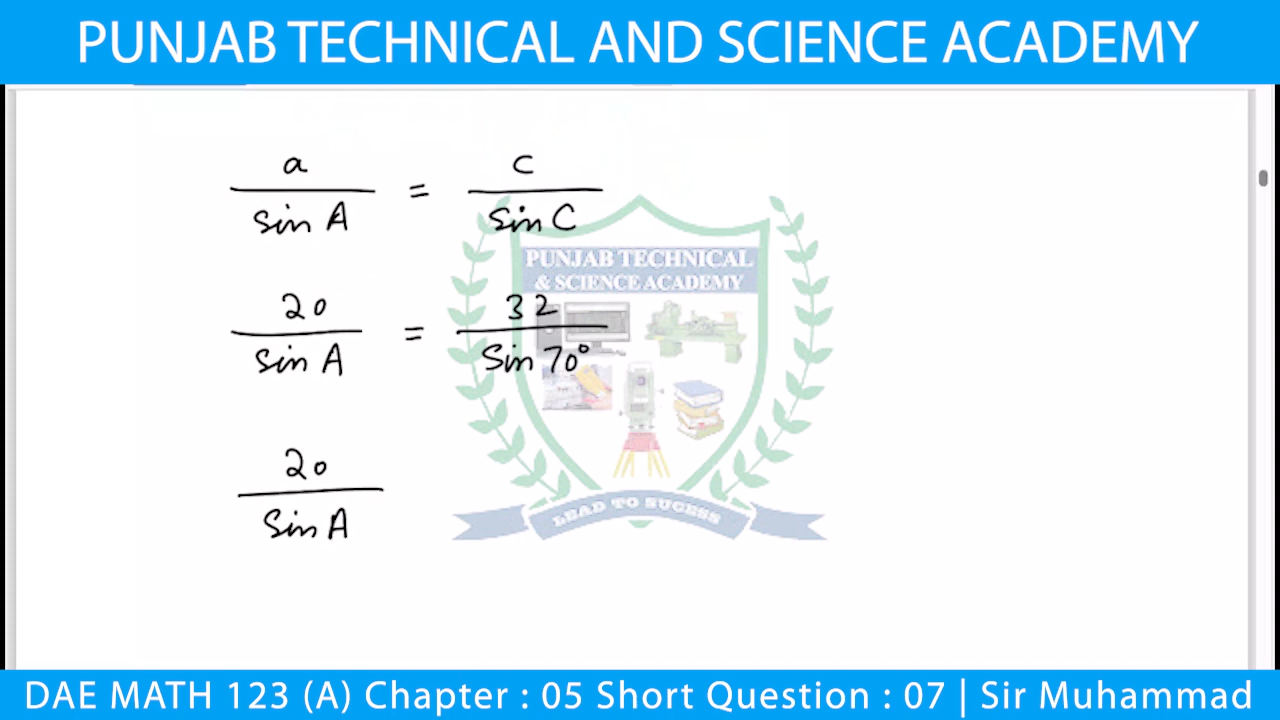 PUNJAB TECHNICAL AND SCIENCE ACADEMY
a / sin A = c / sin C
PUNJAB TECHNICAL
& SCIENCE ACADEMY
20 / sin A = 32 / Sin 70°
20 / Sin A
LEAD TO SUCESS
DAE MATH 123 (A) Chapter : 05 Short Question : 07 | Sir Muhammad